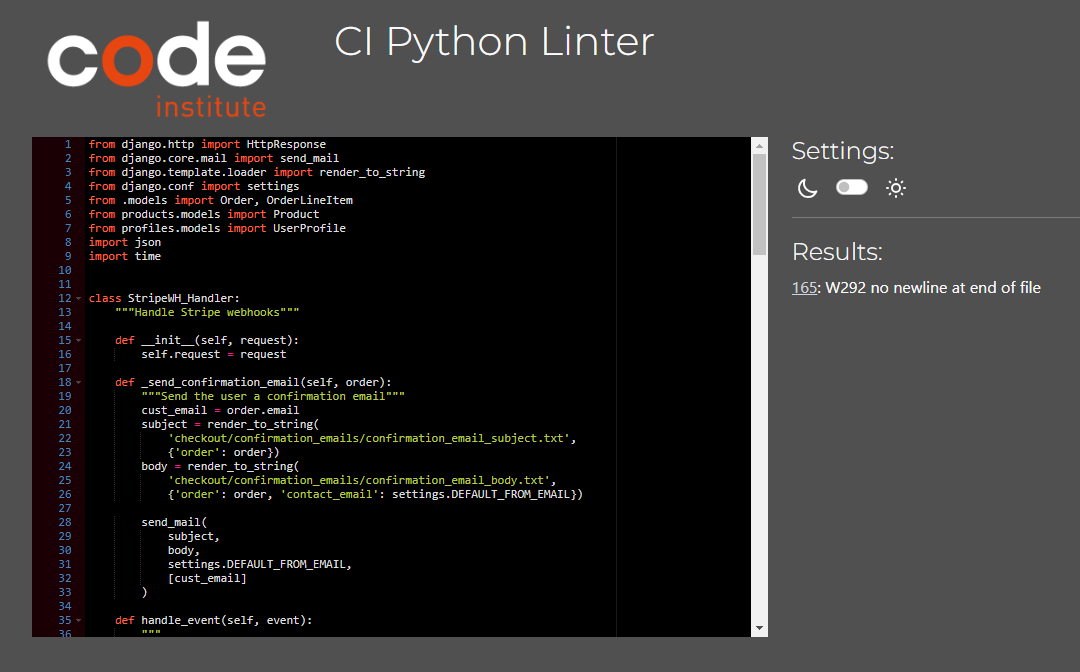 code
institute
CI Python Linter
1 from django.http import HttpResponse
2 from django.core.mail import send_mail
3 from django.template.loader import render_to_string
4 from django.conf import settings
5 from .models import Order, OrderLineItem
6 from products.models import Product
7 from profiles.models import UserProfile
8 import json
9 import time
10
11
12 class StripeWH_Handler:
13     """Handle Stripe webhooks"""
14
15     def __init__(self, request):
16         self.request = request
17
18     def _send_confirmation_email(self, order):
19         """Send the user a confirmation email"""
20         cust_email = order.email
21         subject = render_to_string(
22             'checkout/confirmation_emails/confirmation_email_subject.txt',
23             {'order': order})
24         body = render_to_string(
25             'checkout/confirmation_emails/confirmation_email_body.txt',
26             {'order': order, 'contact_email': settings.DEFAULT_FROM_EMAIL})
27
28         send_mail(
29             subject,
30             body,
31             settings.DEFAULT_FROM_EMAIL,
32             [cust_email]
33         )
34
35     def handle_event(self, event):
36         """
Settings:
Results:
165: W292 no newline at end of file